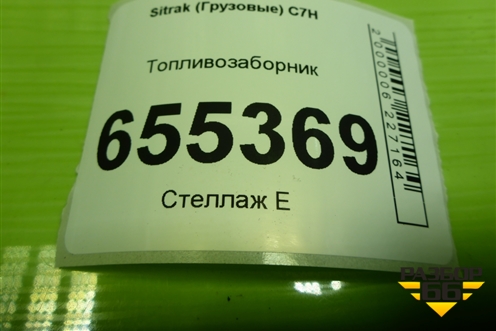 Sitrak (Грузовые) C7H
Топливозаборник
655369
Стеллаж Е
2000006227164
РАЗБОР
66